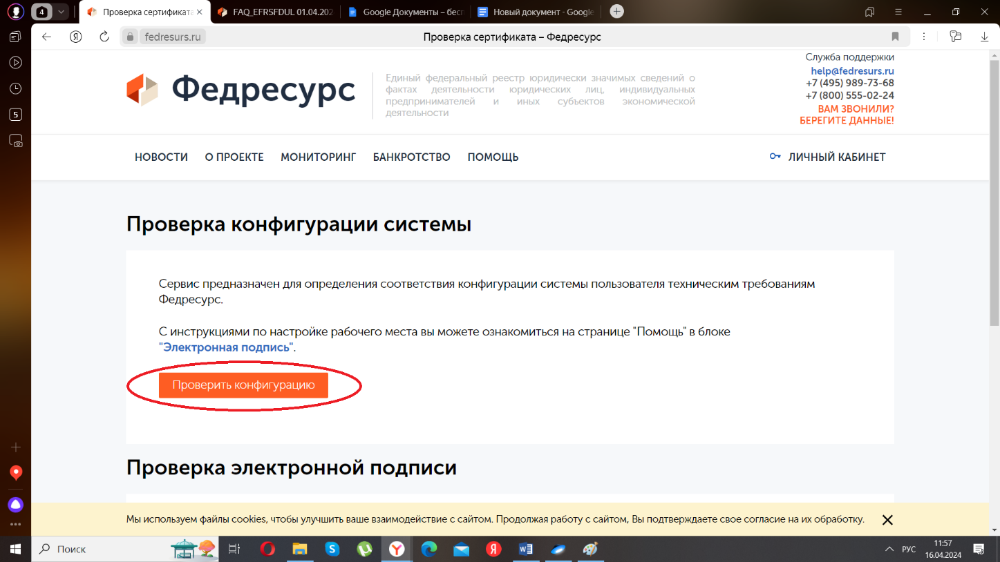 4
Проверка сертификата
FAQ_EFRSFDUL 01.04.202
Google Документы – бесп
Новый документ - Google
fedresurs.ru
Проверка сертификата – Федресурс
5
Федресурс
Единый федеральный реестр юридически значимых сведений о
фактах деятельности юридических лиц, индивидуальных
предпринимателей и иных субъектов экономической
деятельности
Служба поддержки
help@fedresurs.ru
+7 (495) 989-73-68
+7 (800) 555-02-24
ВАМ ЗВОНИЛИ?
БЕРЕГИТЕ ДАННЫЕ!
НОВОСТИ
О ПРОЕКТЕ
МОНИТОРИНГ
БАНКРОТСТВО
ПОМОЩЬ
ЛИЧНЫЙ КАБИНЕТ
Проверка конфигурации системы
Сервис предназначен для определения соответствия конфигурации системы пользователя техническим требованиям
Федресурс.
С инструкциями по настройке рабочего места вы можете ознакомиться на странице "Помощь" в блоке
"Электронная подпись".
Проверить конфигурацию
Проверка электронной подписи
Мы используем файлы cookies, чтобы улучшить ваше взаимодействие с сайтом. Продолжая работу с сайтом, Вы подтверждаете свое согласие на их обработку.
Поиск
РУС
11:57
16.04.2024